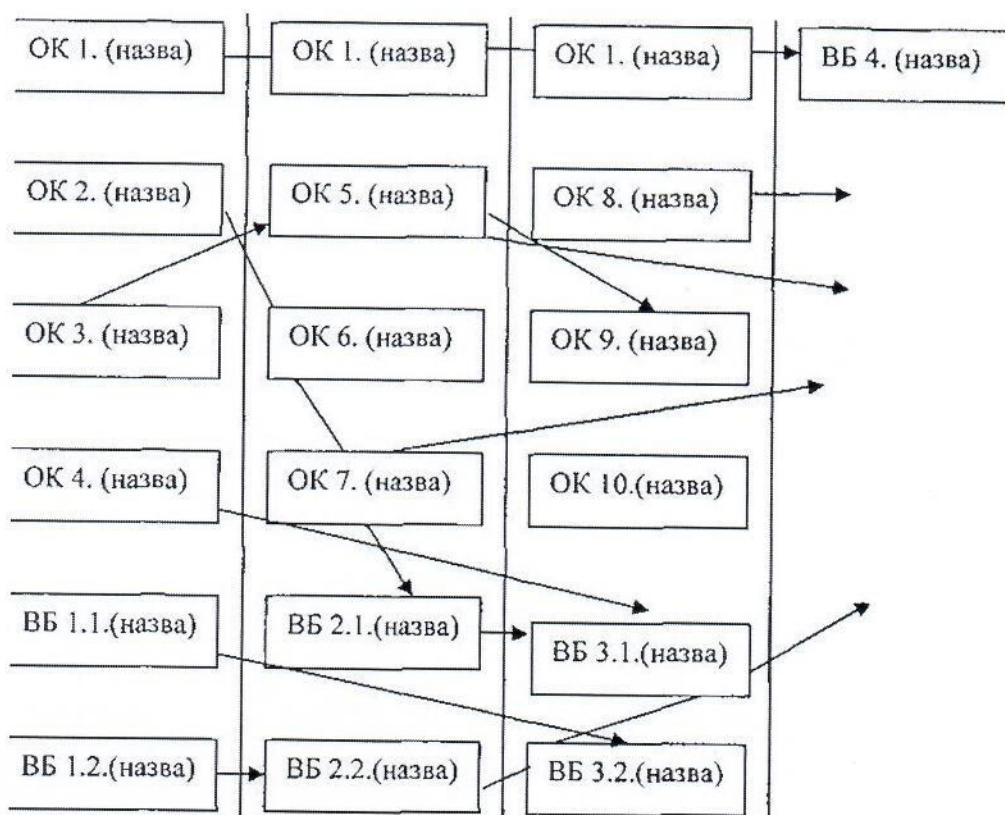 ОК 1. (назва)
ОК 1. (назва)
ОК 1. (назва)
ВБ 4. (назва)
ОК 2. (назва)
ОК 5. (назва)
ОК 8. (назва)
ОК 3. (назва)
ОК 6. (назва)
ОК 9. (назва)
ОК 4. (назва)
ОК 7. (назва)
ОК 10.(назва)
ВБ 1.1.(назва)
ВБ 2.1.(назва)
ВБ 3.1.(назва)
ВБ 1.2.(назва)
ВБ 2.2.(назва)
ВБ 3.2.(назва)